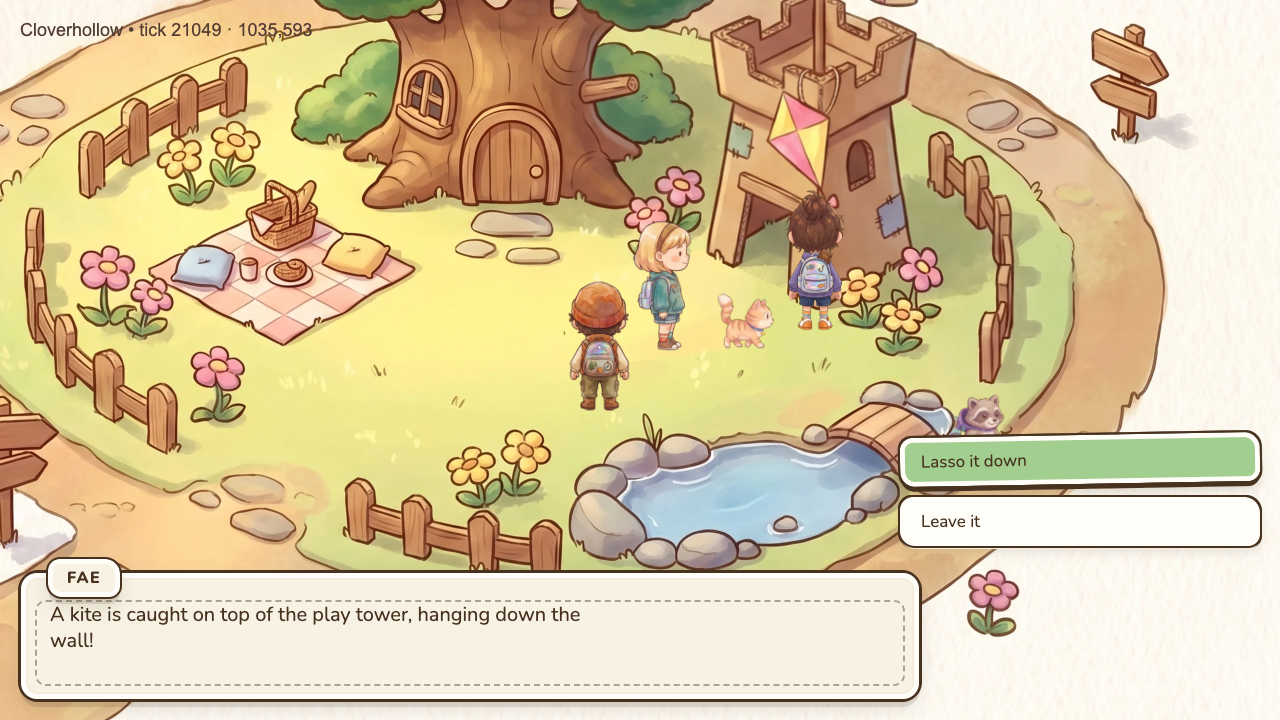 Cloverhollow • tick 21049 · 1035,593
Lasso it down
Leave it
FAE
A kite is caught on top of the play tower, hanging down the
wall!